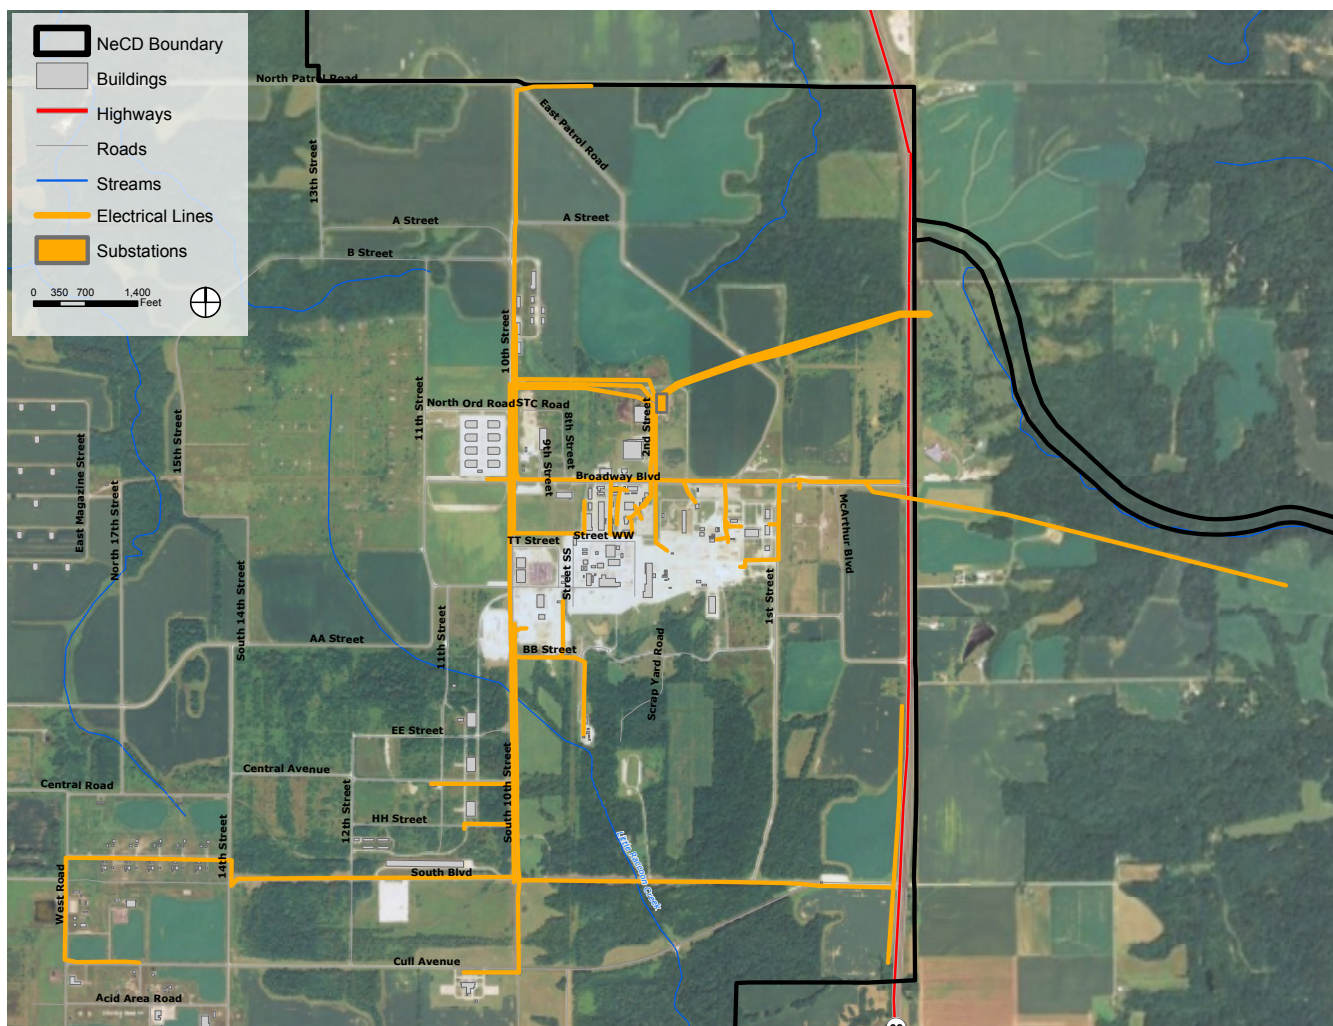 NeCD Boundary
Buildings
Highways
Roads
Streams
Electrical Lines
Substations
0 350 700 1,400
Feet
North Patrol Road
East Patrol Road
13th Street
A Street
A Street
B Street
10th Street
11th Street
North Ord Road
STC Road
8th Street
9th Street
2nd Street
15th Street
East Magazine Street
North 17th Street
Broadway Blvd
McArthur Blvd
TT Street
Street WW
Street SS
1st Street
South 14th Street
11th Street
AA Street
BB Street
Scrap Yard Road
EE Street
Central Avenue
Central Road
12th Street
HH Street
South 10th Street
14th Street
South Blvd
West Road
Little Raccoon Creek
Cull Avenue
Acid Area Road